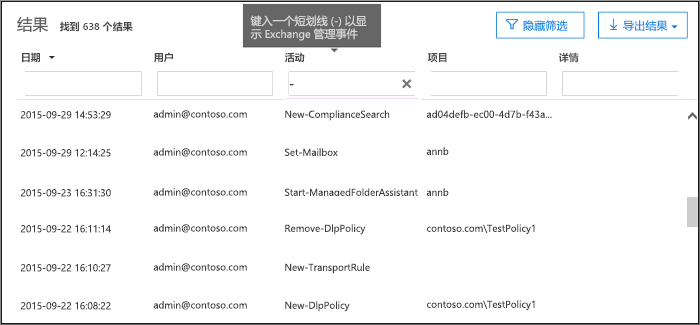 键入一个短划线 (-) 以显
示 Exchange 管理事件
结果 找到 638 个结果
隐藏筛选 导出结果
日期 用户 活动 项目 详情
-
2015-09-29 14:53:29 admin@contoso.com New-ComplianceSearch ad04defb-ec00-4d7b-f43a...
2015-09-29 12:14:25 admin@contoso.com Set-Mailbox annb
2015-09-23 16:31:30 admin@contoso.com Start-ManagedFolderAssistant annb
2015-09-22 16:11:14 admin@contoso.com Remove-DlpPolicy contoso.com\TestPolicy1
2015-09-22 16:10:27 admin@contoso.com New-TransportRule
2015-09-22 16:08:22 admin@contoso.com New-DlpPolicy contoso.com\TestPolicy1